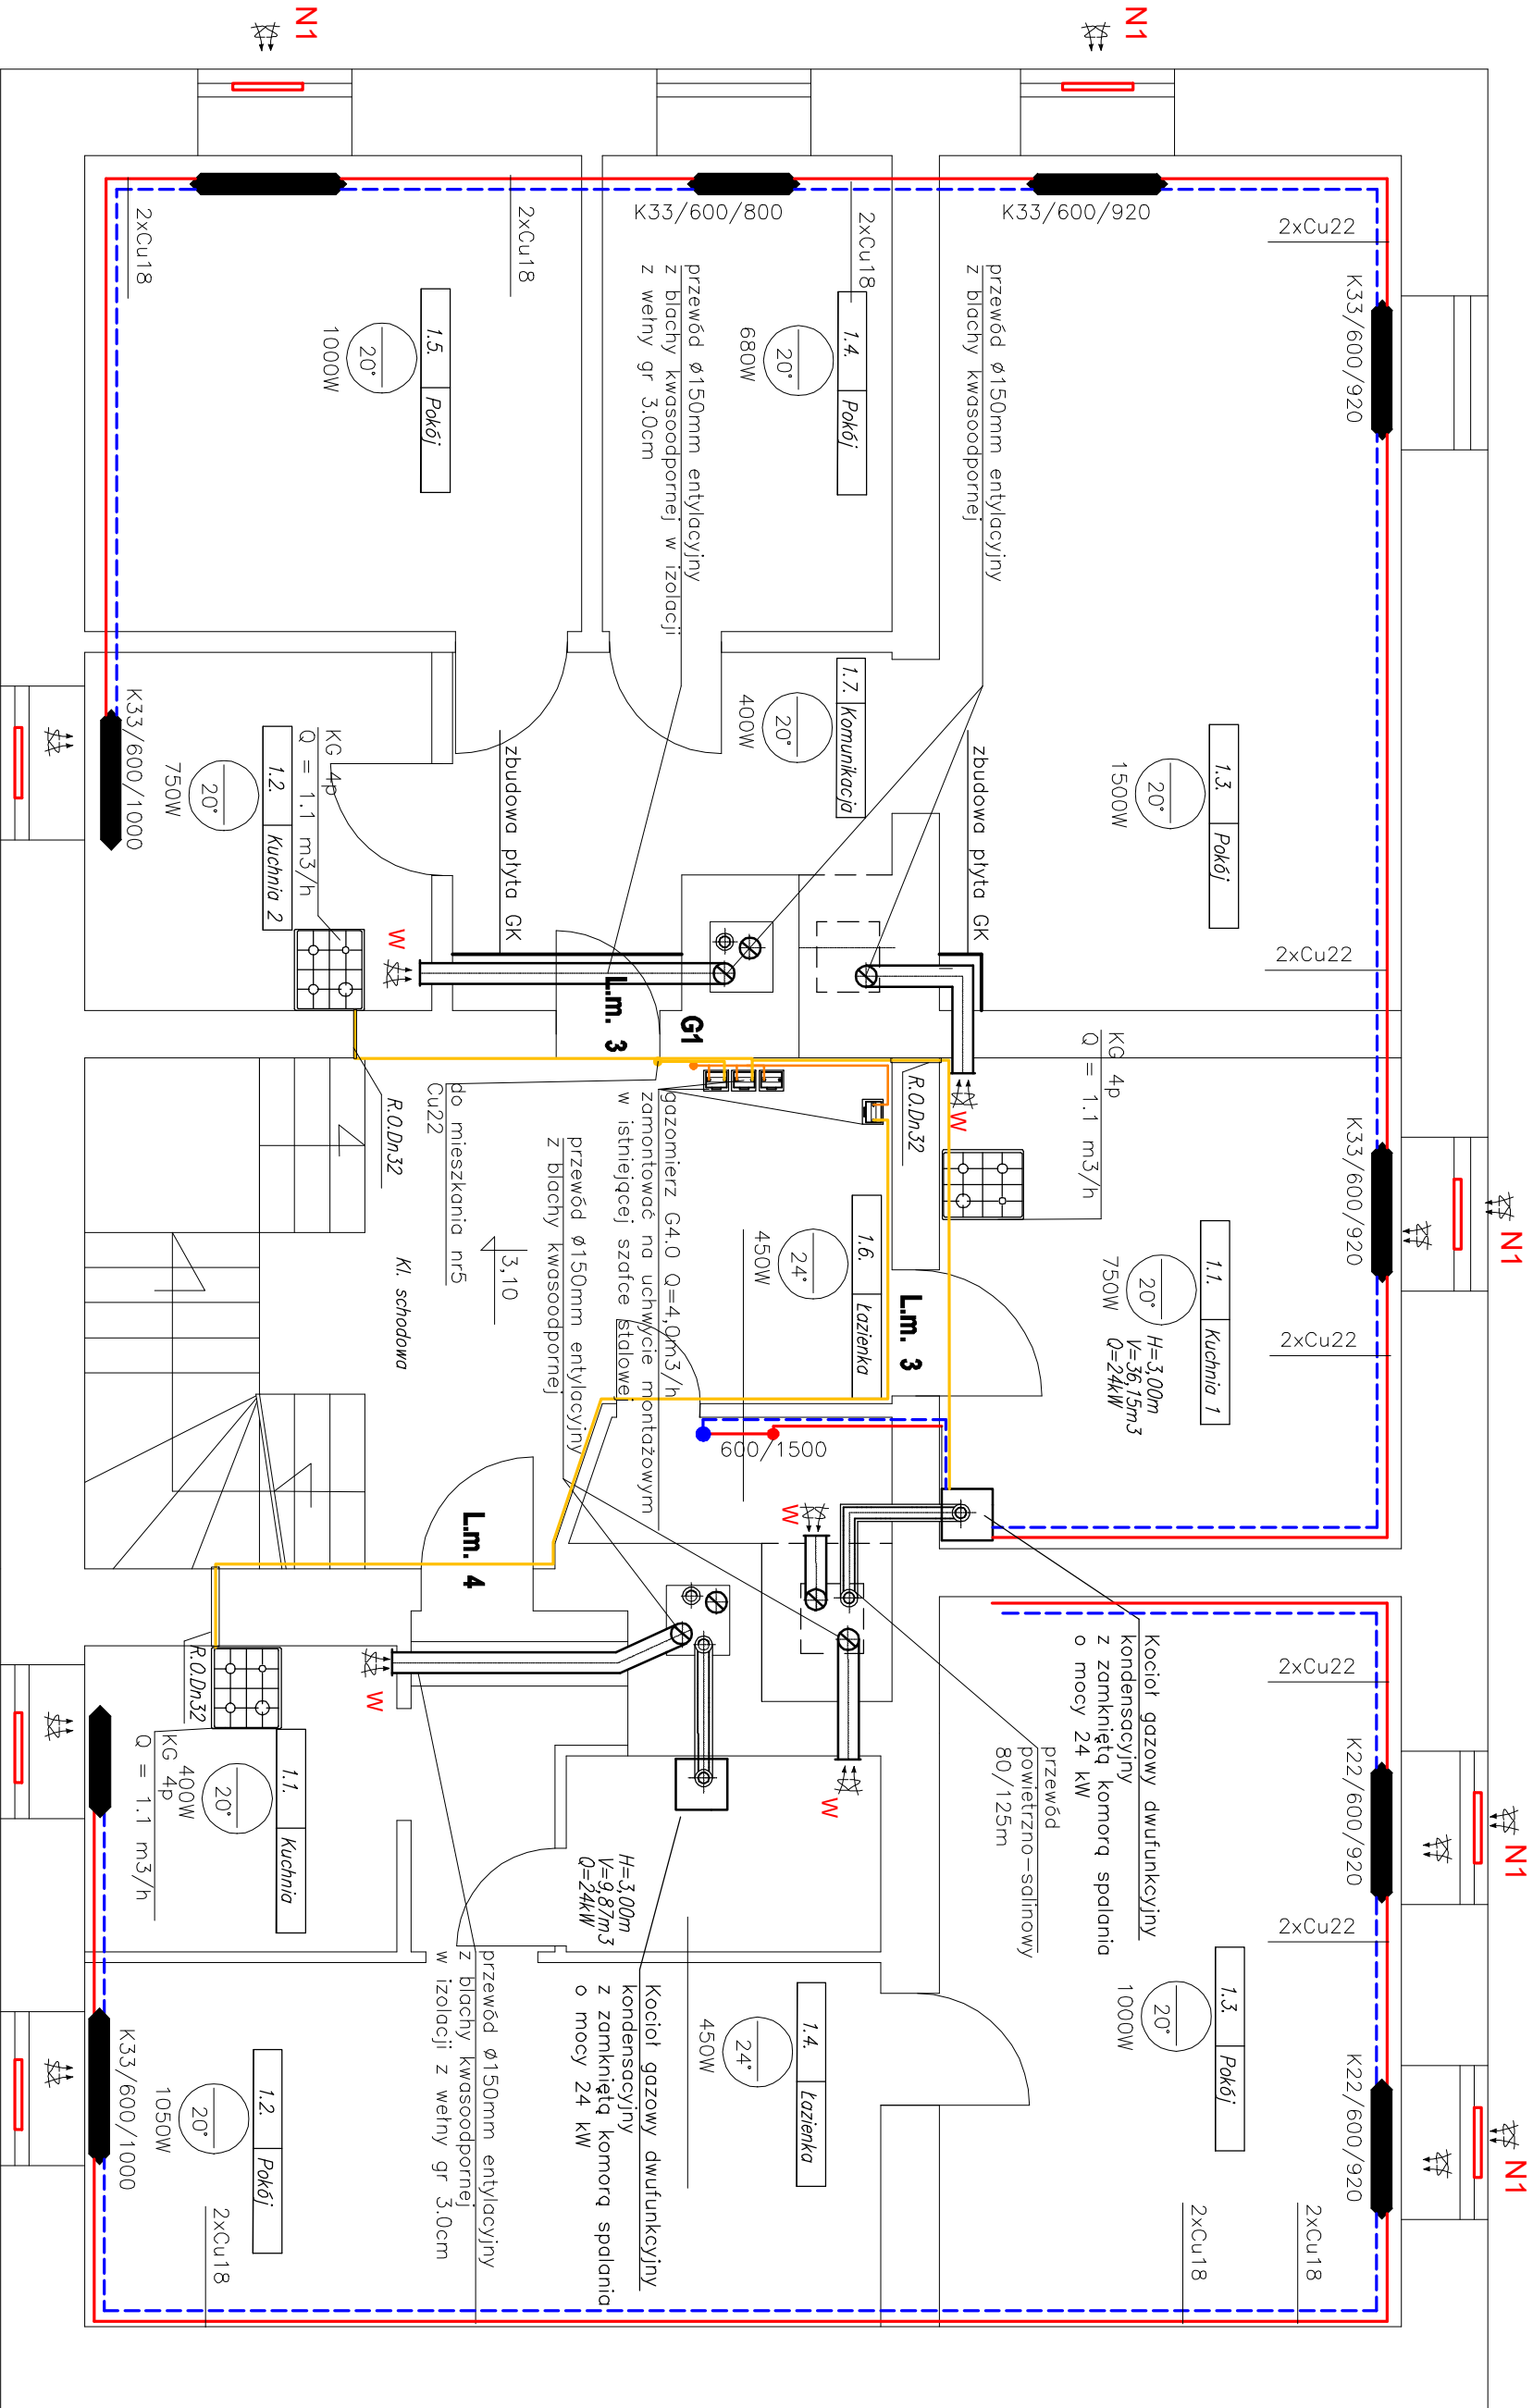 N1
N1
K33/600/800
K33/600/920
2xCu22
K33/600/920
2xCu18
2xCu18
2xCu18
przewód ø150mm entylacyjny
z blachy kwasoodpornej w izolacji
z wełny gr 3.0cm
przewód ø150mm entylacyjny
z blachy kwasoodpornej
1.5. Pokój
20°
1000W
1.4. Pokój
20°
680W
1.7. Komunikacja
20°
400W
1.3. Pokój
20°
1500W
2xCu22
K33/600/1000
KG 4p
Q = 1.1 m3/h
1.2. Kuchnia 2
20°
750W
zbudowa płyta GK
zbudowa płyta GK
W
L.m. 3
G1
W
R.O.Dn32
R.O.Dn32
KG 4p
Q = 1.1 m3/h
K33/600/920
N1
1.1. Kuchnia 1
20°
750W
H=3,00m
V=36,15m3
Q=24kW
2xCu22
do mieszkania nr5
Cu22
gazomierz G4.0 Q=4,0m3/h
zamontować na uchwycie montażowym
w istniejącej szafce stalowej
przewód ø150mm entylacyjny
z blachy kwasoodpornej
3,10
Kl. schodowa
1.6. Łazienka
24°
450W
L.m. 3
600/1500
W
L.m. 4
W
W
R.O.Dn32
KG 4p
Q = 1.1 m3/h
1.1. Kuchnia
20°
400W
H=3,00m
V=9,87m3
Q=24kW
przewód
powietrzno-salinowy
80/125m
Kocioł gazowy dwufunkcyjny
kondensacyjny
z zamkniętą komorą spalania
o mocy 24 kW
2xCu22
K22/600/920
N1
2xCu22
1.3. Pokój
20°
1000W
K22/600/920
N1
2xCu18
2xCu18
1.4. Łazienka
24°
450W
Kocioł gazowy dwufunkcyjny
kondensacyjny
z zamkniętą komorą spalania
o mocy 24 kW
przewód ø150mm entylacyjny
z blachy kwasoodpornej
w izolacji z wełny gr 3.0cm
1.2. Pokój
20°
1050W
K33/600/1000
2xCu18